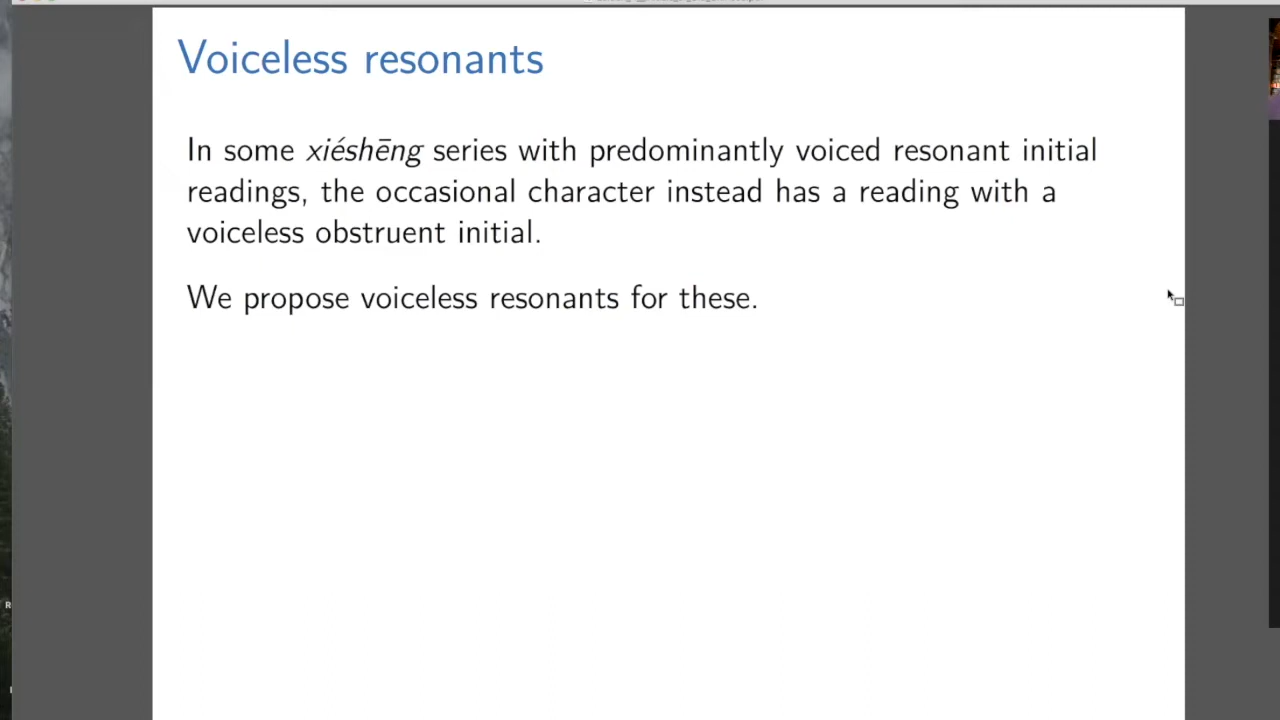 Voiceless resonants
In some xiéshēng series with predominantly voiced resonant initial
readings, the occasional character instead has a reading with a
voiceless obstruent initial.
We propose voiceless resonants for these.
R